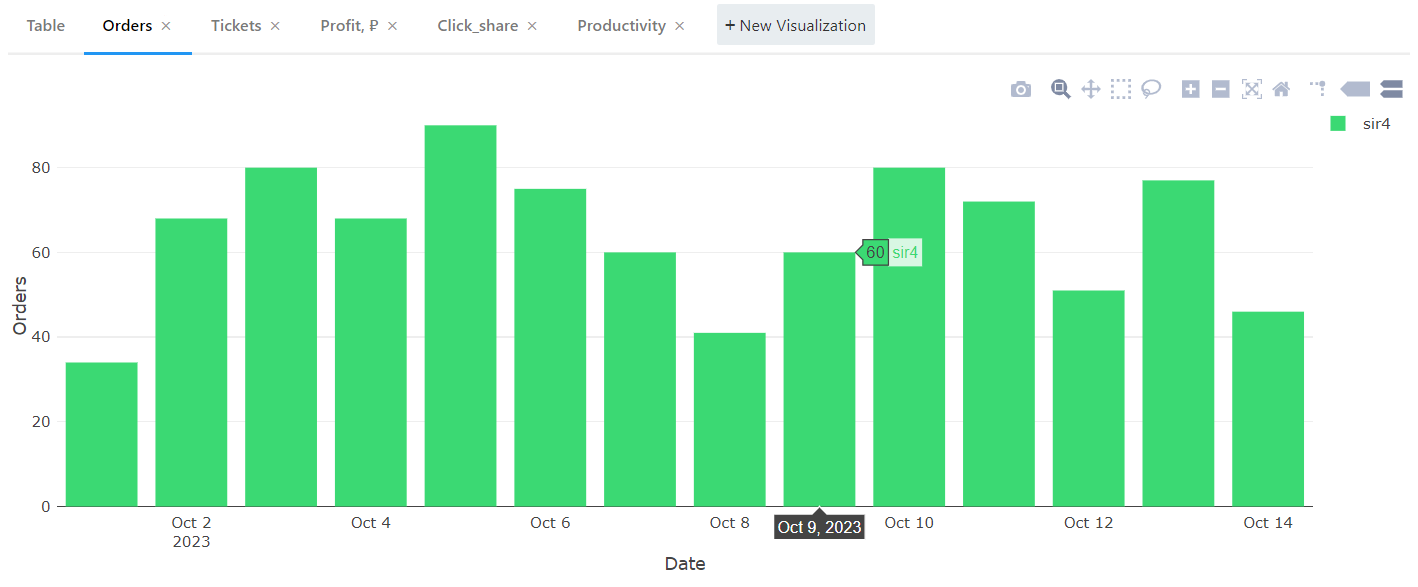 Table Orders × Tickets × Profit, ₽ × Click_share × Productivity × + New Visualization
sir4
80
60
40
20
0
Orders
60 sir4
Oct 2 Oct 4 Oct 6 Oct 8 Oct 9, 2023 Oct 10 Oct 12 Oct 14
2023
Date